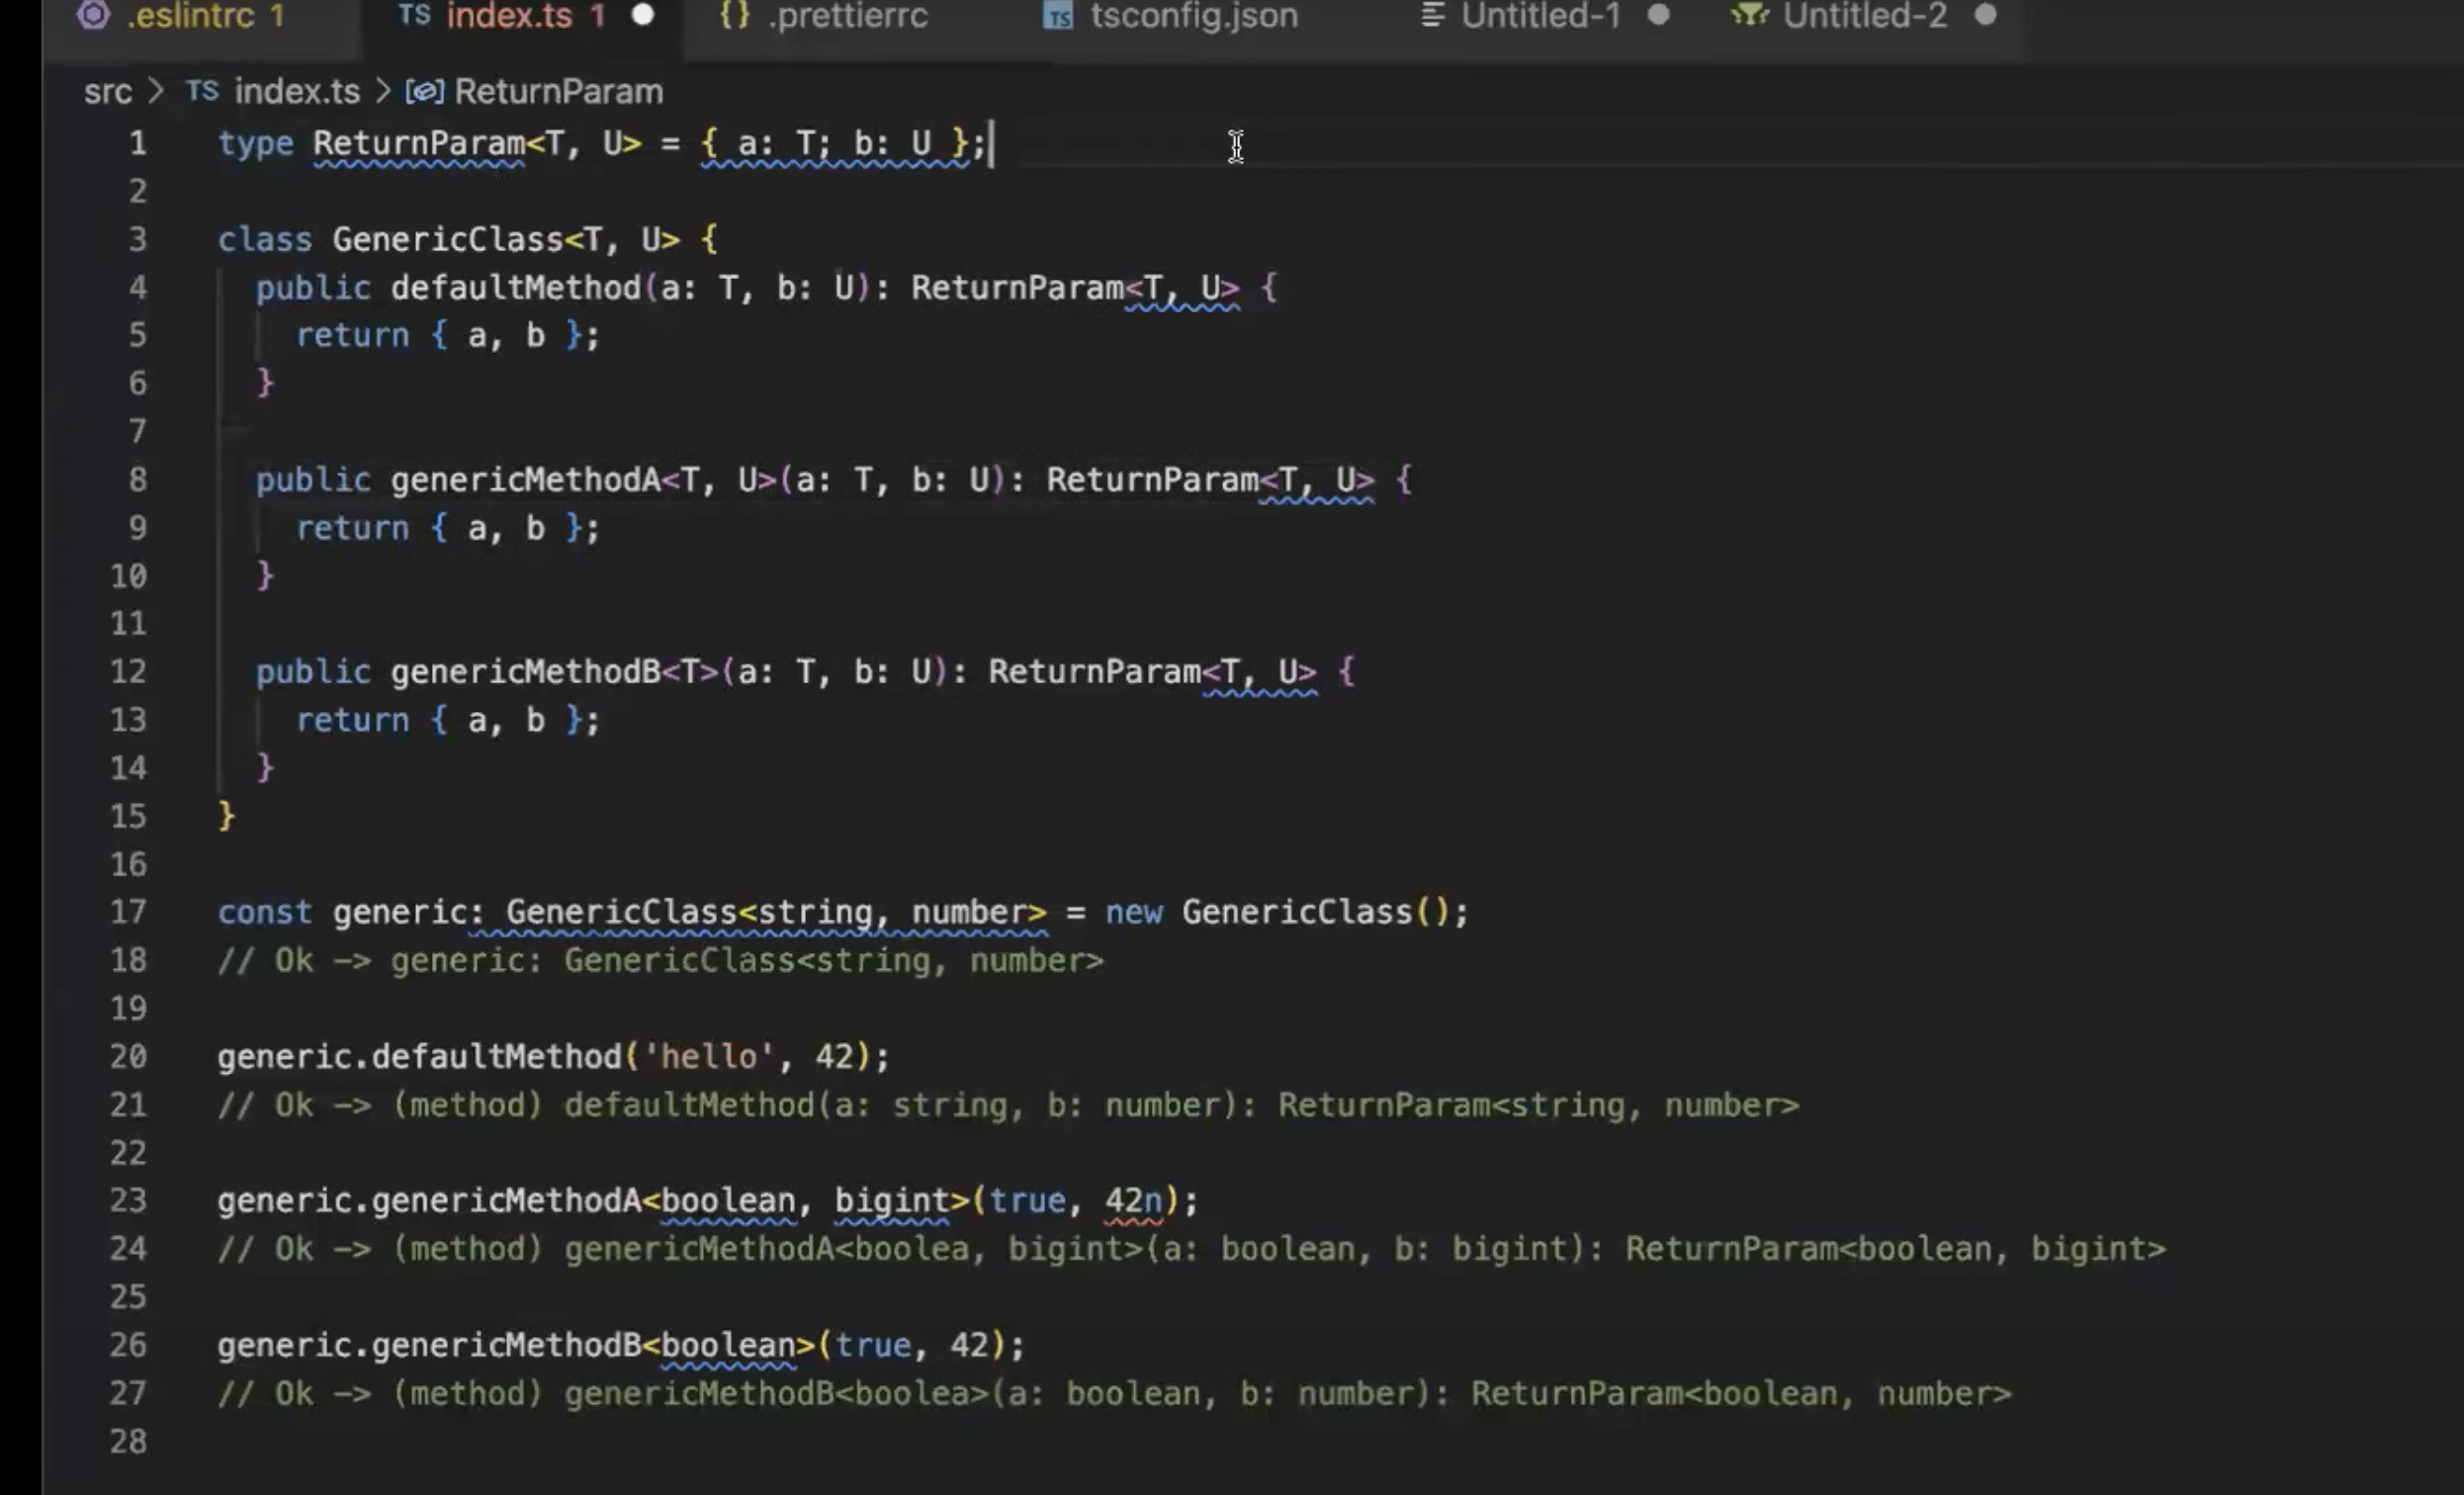 .eslintrc 1 TS index.ts 1 {} .prettierrc TS tsconfig.json Untitled-1 Untitled-2
src > TS index.ts > ReturnParam
1 type ReturnParam<T, U> = { a: T; b: U };
2
3 class GenericClass<T, U> {
4 public defaultMethod(a: T, b: U): ReturnParam<T, U> {
5 return { a, b };
6 }
7
8 public genericMethodA<T, U>(a: T, b: U): ReturnParam<T, U> {
9 return { a, b };
10 }
11
12 public genericMethodB<T>(a: T, b: U): ReturnParam<T, U> {
13 return { a, b };
14 }
15 }
16
17 const generic: GenericClass<string, number> = new GenericClass();
18 // Ok —> generic: GenericClass<string, number>
19
20 generic.defaultMethod('hello', 42);
21 // Ok —> (method) defaultMethod(a: string, b: number): ReturnParam<string, number>
22
23 generic.genericMethodA<boolean, bigint>(true, 42n);
24 // Ok —> (method) genericMethodA<boolea, bigint>(a: boolean, b: bigint): ReturnParam<boolean, bigint>
25
26 generic.genericMethodB<boolean>(true, 42);
27 // Ok —> (method) genericMethodB<boolea>(a: boolean, b: number): ReturnParam<boolean, number>
28